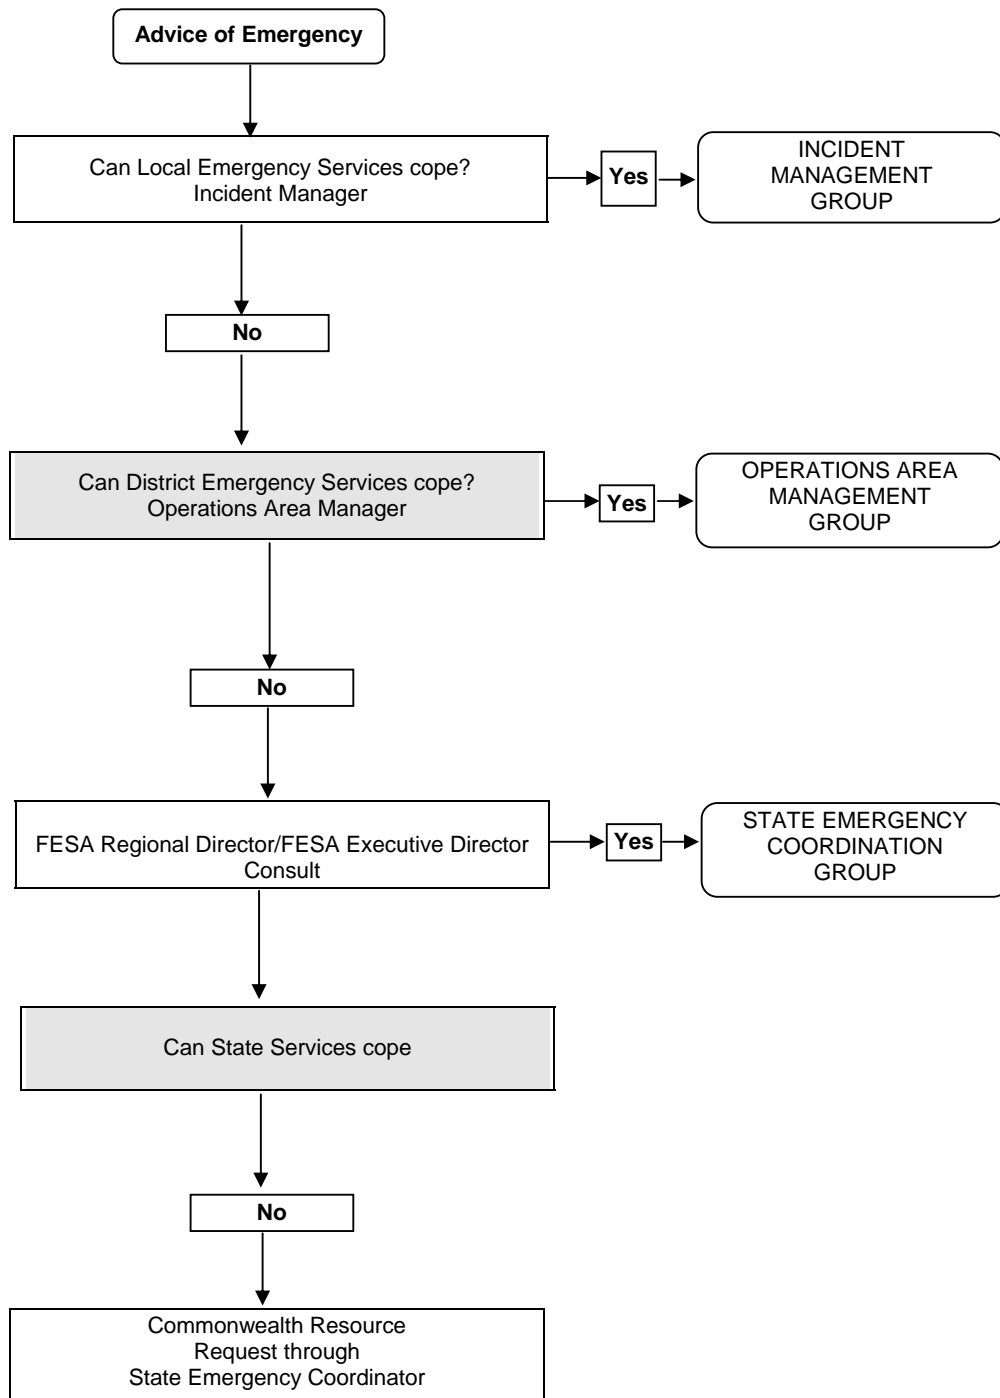 Advice of Emergency
Can Local Emergency Services cope?
Incident Manager
Yes
INCIDENT
MANAGEMENT
GROUP
No
Can District Emergency Services cope?
Operations Area Manager
Yes
OPERATIONS AREA
MANAGEMENT
GROUP
No
FESA Regional Director/FESA Executive Director
Consult
Yes
STATE EMERGENCY
COORDINATION
GROUP
Can State Services cope
No
Commonwealth Resource
Request through
State Emergency Coordinator